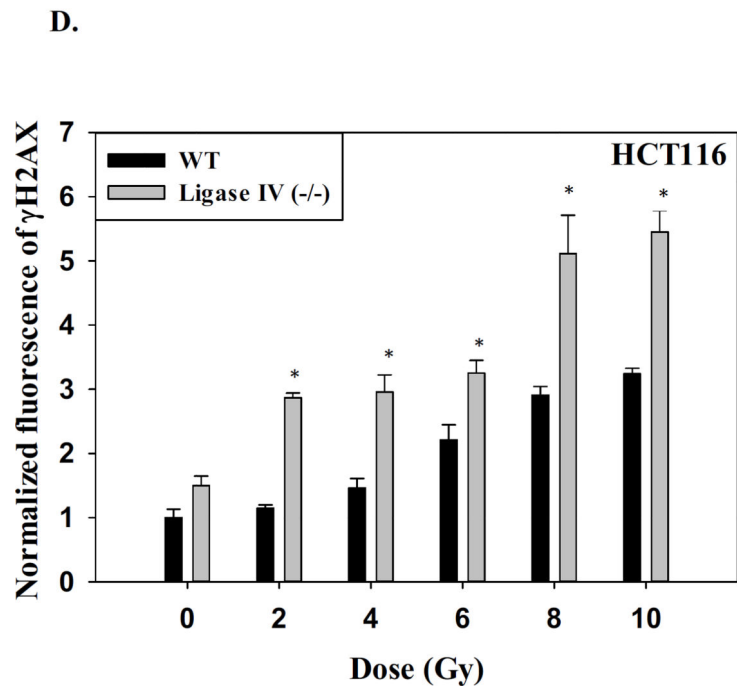 D.
Normalized fluorescence of γH2AX
7
6
5
4
3
2
1
0
WT
Ligase IV (-/-)
HCT116
*
*
*
*
*
0 2 4 6 8 10
Dose (Gy)